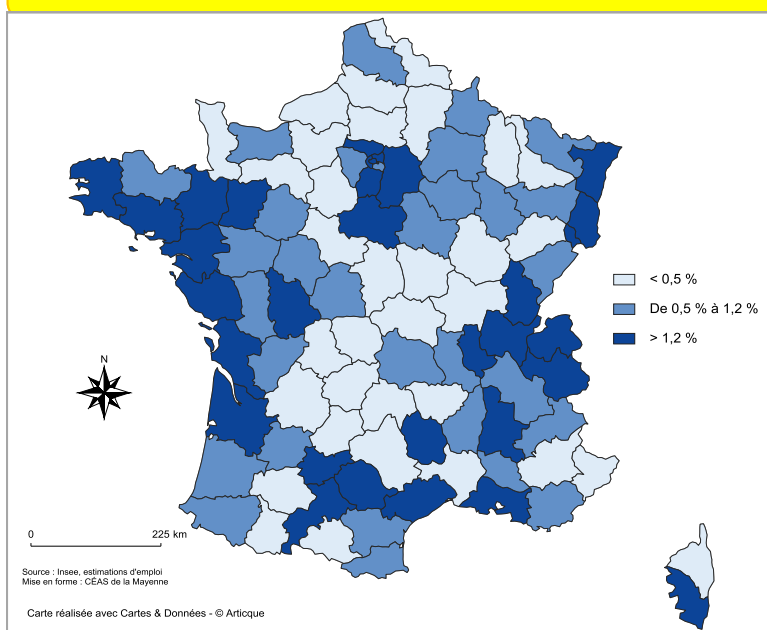 < 0,5 %
De 0,5 % à 1,2 %
> 1,2 %
N
0 225 km
Source : Insee, estimations d'emploi
Mise en forme : CÉAS de la Mayenne
Carte réalisée avec Cartes & Données - © Articque